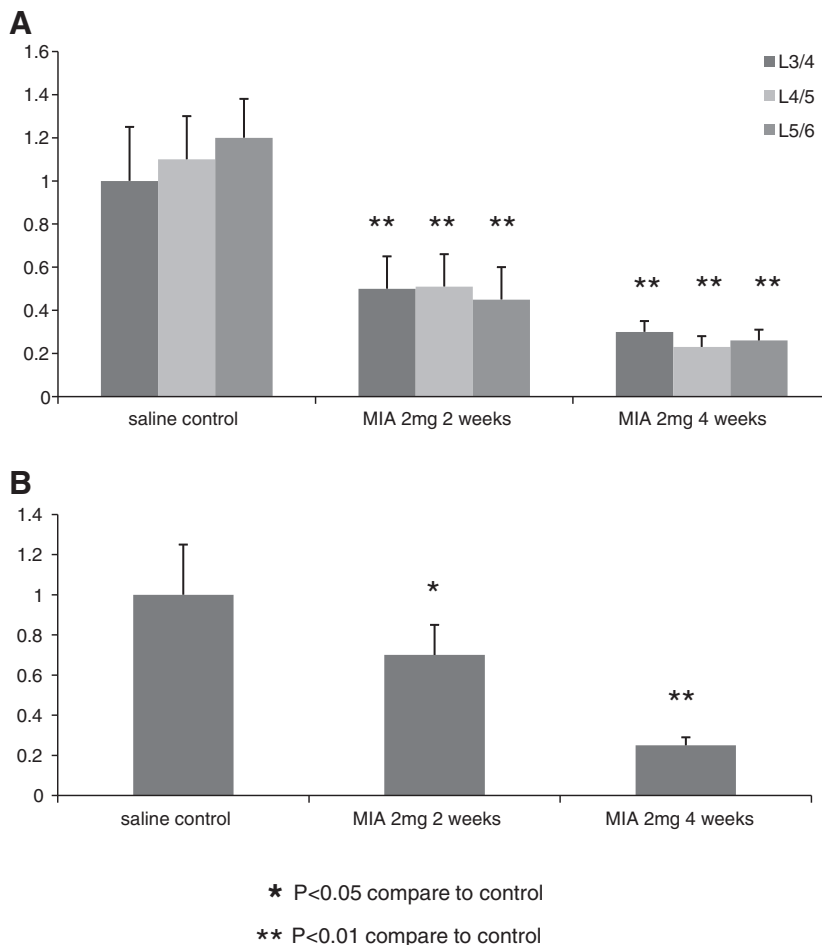 A
1.6
1.4
1.2
1
0.8
0.6
0.4
0.2
0
L3/4
L4/5
L5/6
** ** **
** ** **
saline control MIA 2mg 2 weeks MIA 2mg 4 weeks
B
1.4
1.2
1
0.8
0.6
0.4
0.2
0
*
**
saline control MIA 2mg 2 weeks MIA 2mg 4 weeks
* P<0.05 compare to control
** P<0.01 compare to control